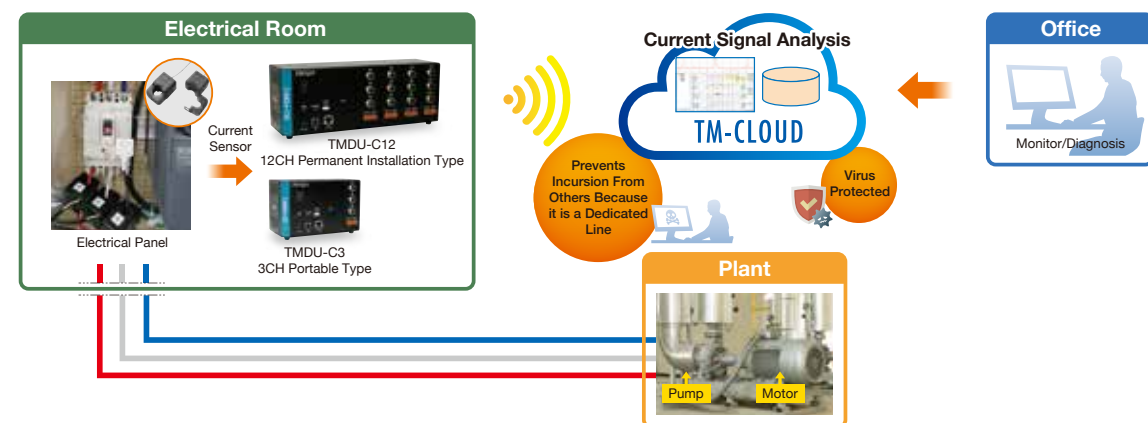 Electrical Room
Current
Sensor
TMDU-C12
12CH Permanent Installation Type
TMDU-C3
3CH Portable Type
Electrical Panel
Current Signal Analysis
TM-CLOUD
Prevents
Incursion From
Others Because
it is a Dedicated
Line
Virus
Protected
Office
Monitor/Diagnosis
Plant
Pump
Motor